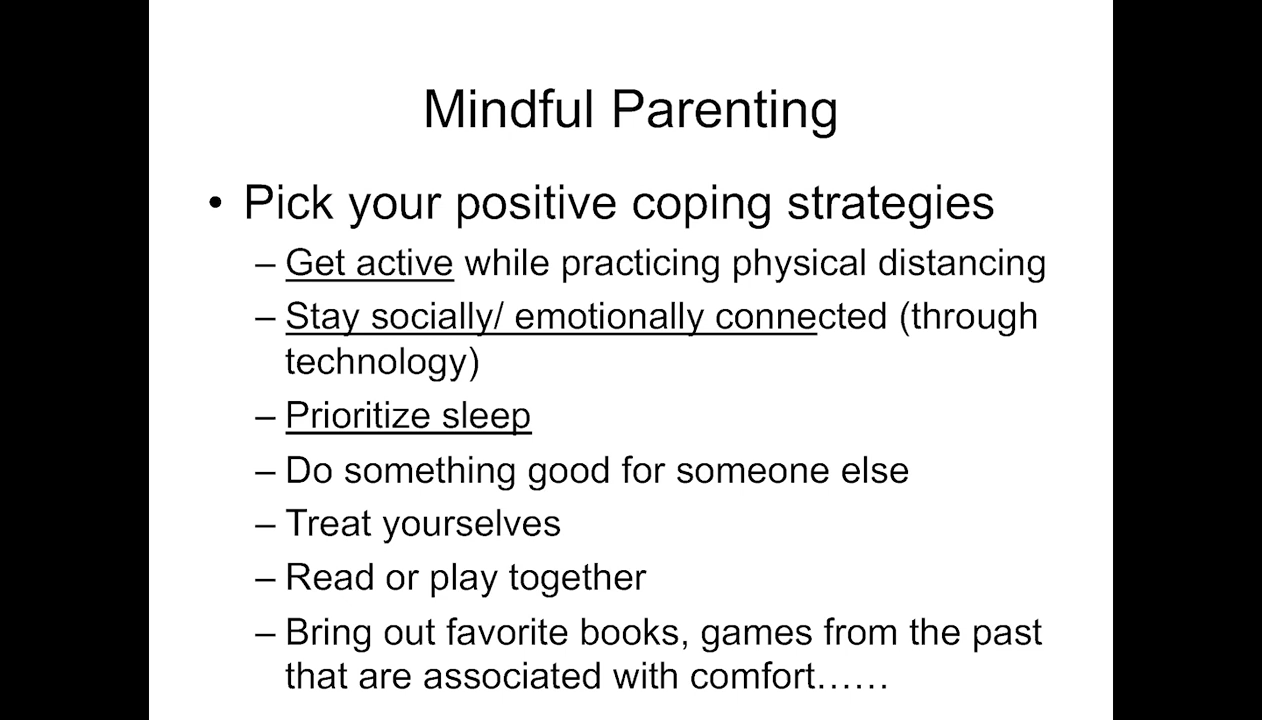 Mindful Parenting
• Pick your positive coping strategies
– Get active while practicing physical distancing
– Stay socially/ emotionally connected (through
technology)
– Prioritize sleep
– Do something good for someone else
– Treat yourselves
– Read or play together
– Bring out favorite books, games from the past
that are associated with comfort……